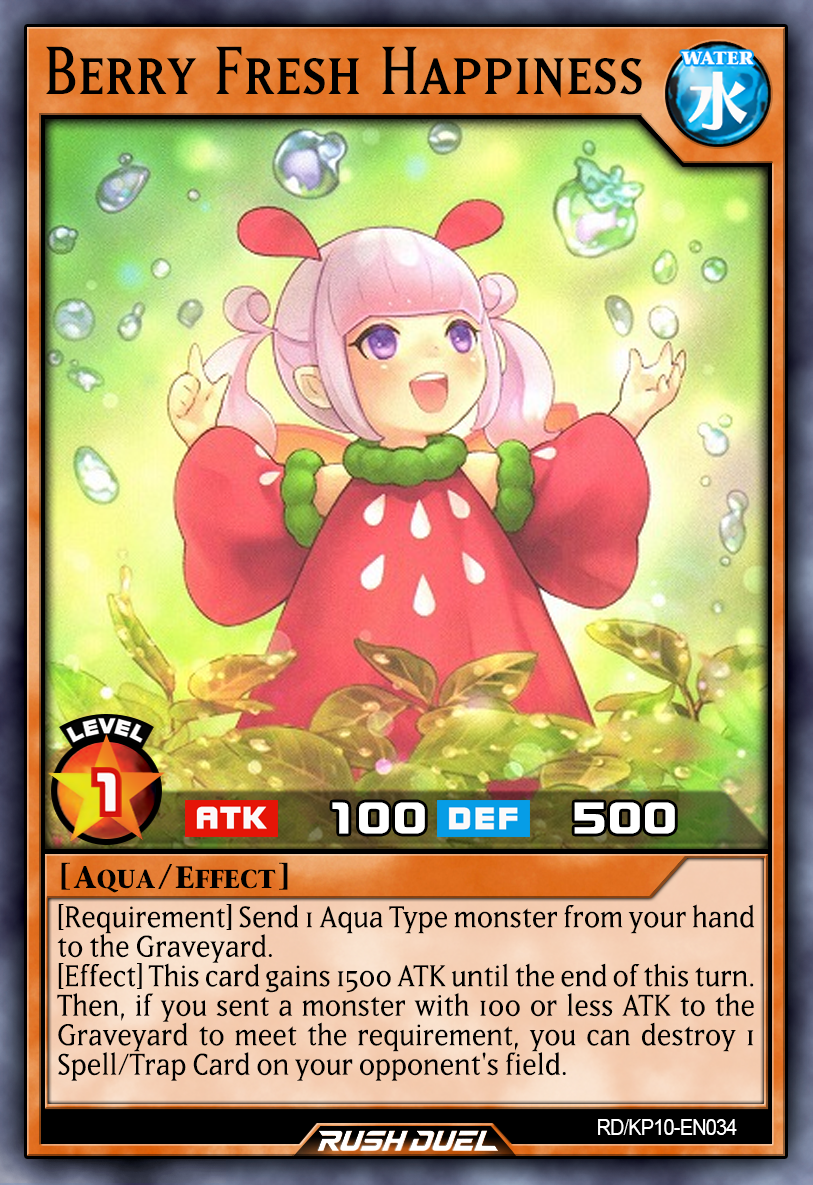 Berry Fresh Happiness
WATER
水
LEVEL
1
ATK 100 DEF 500
[Aqua/Effect]
[Requirement] Send 1 Aqua Type monster from your hand
to the Graveyard.
[Effect] This card gains 1500 ATK until the end of this turn.
Then, if you sent a monster with 100 or less ATK to the
Graveyard to meet the requirement, you can destroy 1
Spell/Trap Card on your opponent's field.
RD/KP10-EN034
RUSH DUEL